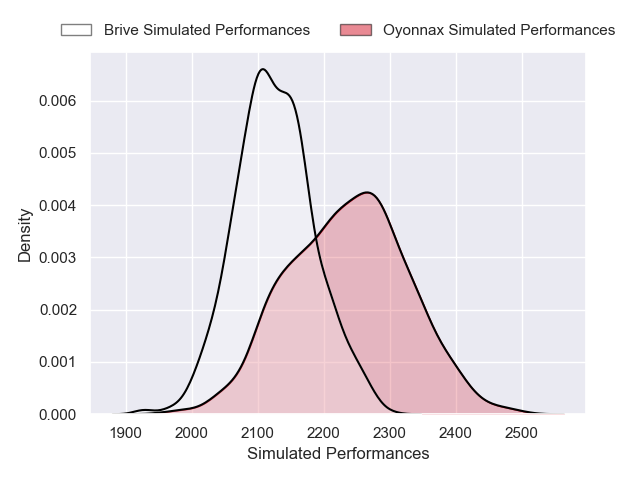 Brive Simulated Performances
Oyonnax Simulated Performances
0.006
0.005
0.004
0.003
0.002
0.001
0.000
Density
1900 2000 2100 2200 2300 2400 2500
Simulated Performances